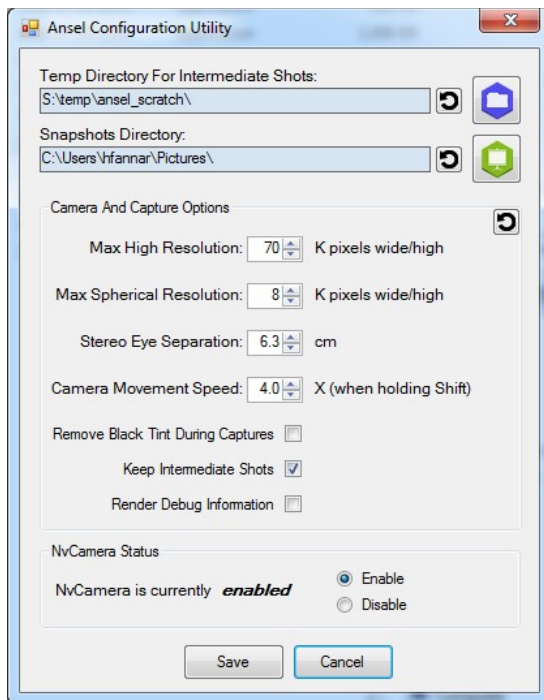 Ansel Configuration Utility
Temp Directory For Intermediate Shots:
S:\temp\ansel_scratch\
Snapshots Directory:
C:\Users\hfannar\Pictures\
Camera And Capture Options
Max High Resolution: 70 K pixels wide/high
Max Spherical Resolution: 8 K pixels wide/high
Stereo Eye Separation: 6.3 cm
Camera Movement Speed: 4.0 X (when holding Shift)
Remove Black Tint During Captures
Keep Intermediate Shots
Render Debug Information
NvCamera Status
NvCamera is currently enabled
Enable
Disable
Save Cancel